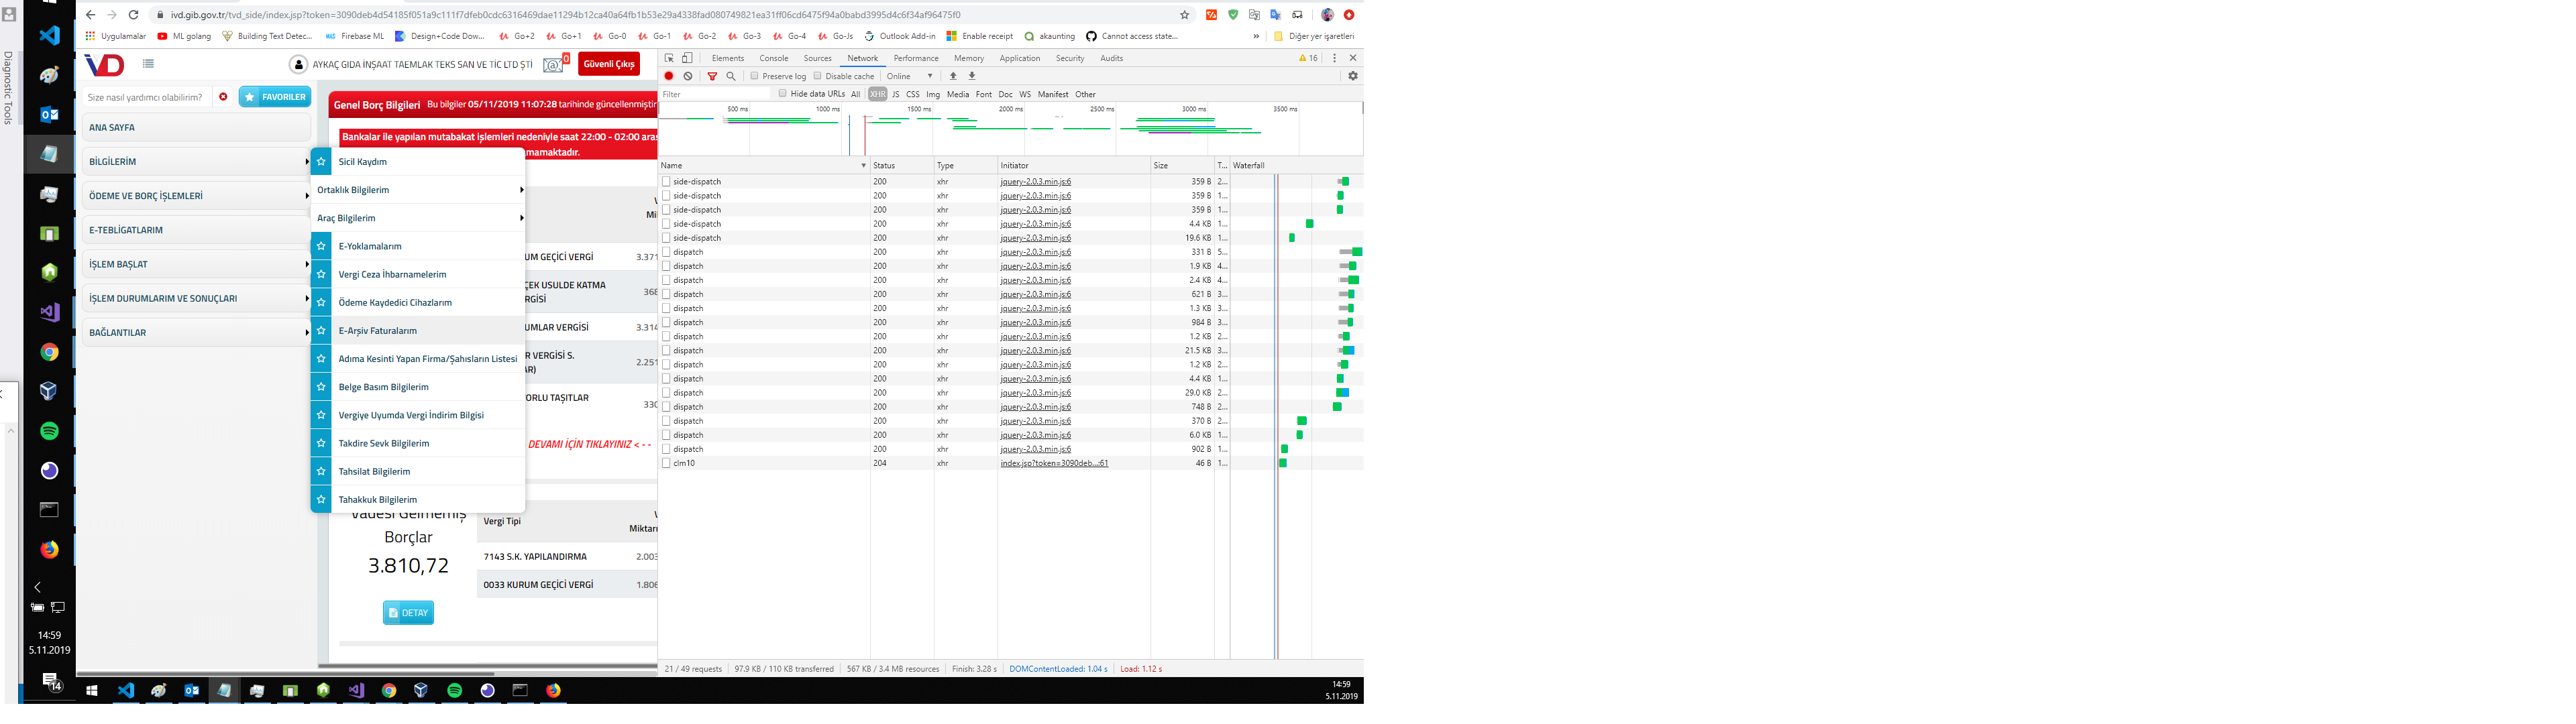 Diagnostic Tools
ivd.gib.gov.tr/tvd_side/index.jsp?token=3090deb4d54185f051a9c111f7dfeb0cdc6316469dae11294b12ca40a64fb1b53e29a4338fad080749821ea31ff06cd6475f94a0babd3995d4c6f34af96475f0
Uygulamalar ML golang Building Text Detec... Firebase ML Design+Code Dow... Go+2 Go+1 Go-0 Go-1 Go-2 Go-3 Go-4 Go-Js Outlook Add-in Enable receipt akaunting Cannot access state... » Diğer yer işaretleri
VD AYKAÇ GIDA İNŞAAT TAEMLAK TEKS SAN VE TİC LTD ŞTİ 0 Güvenli Çıkış
Size nasıl yardımcı olabilirim? FAVORİLER
ANA SAYFA
BİLGİLERİM
ÖDEME VE BORÇ İŞLEMLERİ
E-TEBLİGATLARIM
İŞLEM BAŞLAT
İŞLEM DURUMLARIM VE SONUÇLARI
BAĞLANTILAR
Sicil Kaydım
Ortaklık Bilgilerim
Araç Bilgilerim
E-Yoklamalarım
Vergi Ceza İhbarnamelerim
Ödeme Kaydedici Cihazlarım
E-Arşiv Faturalarım
Adıma Kesinti Yapan Firma/Şahısların Listesi
Belge Basım Bilgilerim
Vergiye Uyumda Vergi İndirim Bilgisi
Takdire Sevk Bilgilerim
Tahsilat Bilgilerim
Tahakkuk Bilgilerim
Genel Borç Bilgileri Bu bilgiler 05/11/2019 11:07:28 tarihinde güncellenmiştir
Bankalar ile yapılan mutabakat işlemleri nedeniyle saat 22:00 - 02:00 aras
amamaktadır.
V
Mik
UM GEÇİCİ VERGİ 3.371
ÇEK USULDE KATMA
RGİSİ 368
UMLAR VERGİSİ 3.314
R VERGİSİ S.
AR) 2.251
ORLU TAŞITLAR 330
DEVAMI İÇİN TIKLAYINIZ < - -
Vadesi Gelmemiş
Borçlar
3.810,72
DETAY
Vergi Tipi V
Miktarı
7143 S.K. YAPILANDIRMA 2.003
0033 KURUM GEÇİCİ VERGİ 1.806
Elements Console Sources Network Performance Memory Application Security Audits 16
Preserve log Disable cache Online
Filter Hide data URLs All XHR JS CSS Img Media Font Doc WS Manifest Other
500 ms 1000 ms 1500 ms 2000 ms 2500 ms 3000 ms 3500 ms
Name Status Type Initiator Size T... Waterfall
side-dispatch 200 xhr jquery-2.0.3.min.js:6 359 B 2...
side-dispatch 200 xhr jquery-2.0.3.min.js:6 359 B 1...
side-dispatch 200 xhr jquery-2.0.3.min.js:6 359 B 1...
side-dispatch 200 xhr jquery-2.0.3.min.js:6 4.4 KB 1...
side-dispatch 200 xhr jquery-2.0.3.min.js:6 19.6 KB 1...
dispatch 200 xhr jquery-2.0.3.min.js:6 331 B 5...
dispatch 200 xhr jquery-2.0.3.min.js:6 1.9 KB 4...
dispatch 200 xhr jquery-2.0.3.min.js:6 2.4 KB 4...
dispatch 200 xhr jquery-2.0.3.min.js:6 621 B 3...
dispatch 200 xhr jquery-2.0.3.min.js:6 1.3 KB 3...
dispatch 200 xhr jquery-2.0.3.min.js:6 984 B 3...
dispatch 200 xhr jquery-2.0.3.min.js:6 1.2 KB 2...
dispatch 200 xhr jquery-2.0.3.min.js:6 21.5 KB 3...
dispatch 200 xhr jquery-2.0.3.min.js:6 1.2 KB 2...
dispatch 200 xhr jquery-2.0.3.min.js:6 4.4 KB 1...
dispatch 200 xhr jquery-2.0.3.min.js:6 29.0 KB 2...
dispatch 200 xhr jquery-2.0.3.min.js:6 748 B 2...
dispatch 200 xhr jquery-2.0.3.min.js:6 370 B 2...
dispatch 200 xhr jquery-2.0.3.min.js:6 6.0 KB 1...
dispatch 200 xhr jquery-2.0.3.min.js:6 902 B 1...
clm10 204 xhr index.jsp?token=3090deb...:61 46 B 1...
21 / 49 requests 97.9 KB / 110 KB transferred 567 KB / 3.4 MB resources Finish: 3.28 s DOMContentLoaded: 1.04 s Load: 1.12 s
14:59
5.11.2019
14
14:59
5.11.2019